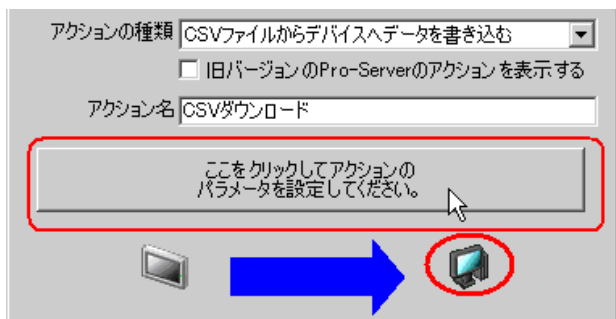 アクションの種類 CSVファイルからデバイスへデータを書き込む
旧バージョンのPro-Serverのアクションを表示する
アクション名 CSVダウンロード
ここをクリックしてアクションの
パラメータを設定してください。